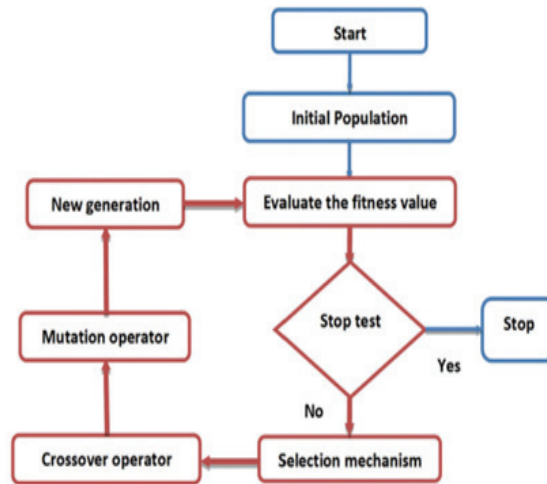 Start
Initial Population
New generation
Evaluate the fitness value
Stop test
Stop
Mutation operator
Yes
No
Crossover operator
Selection mechanism